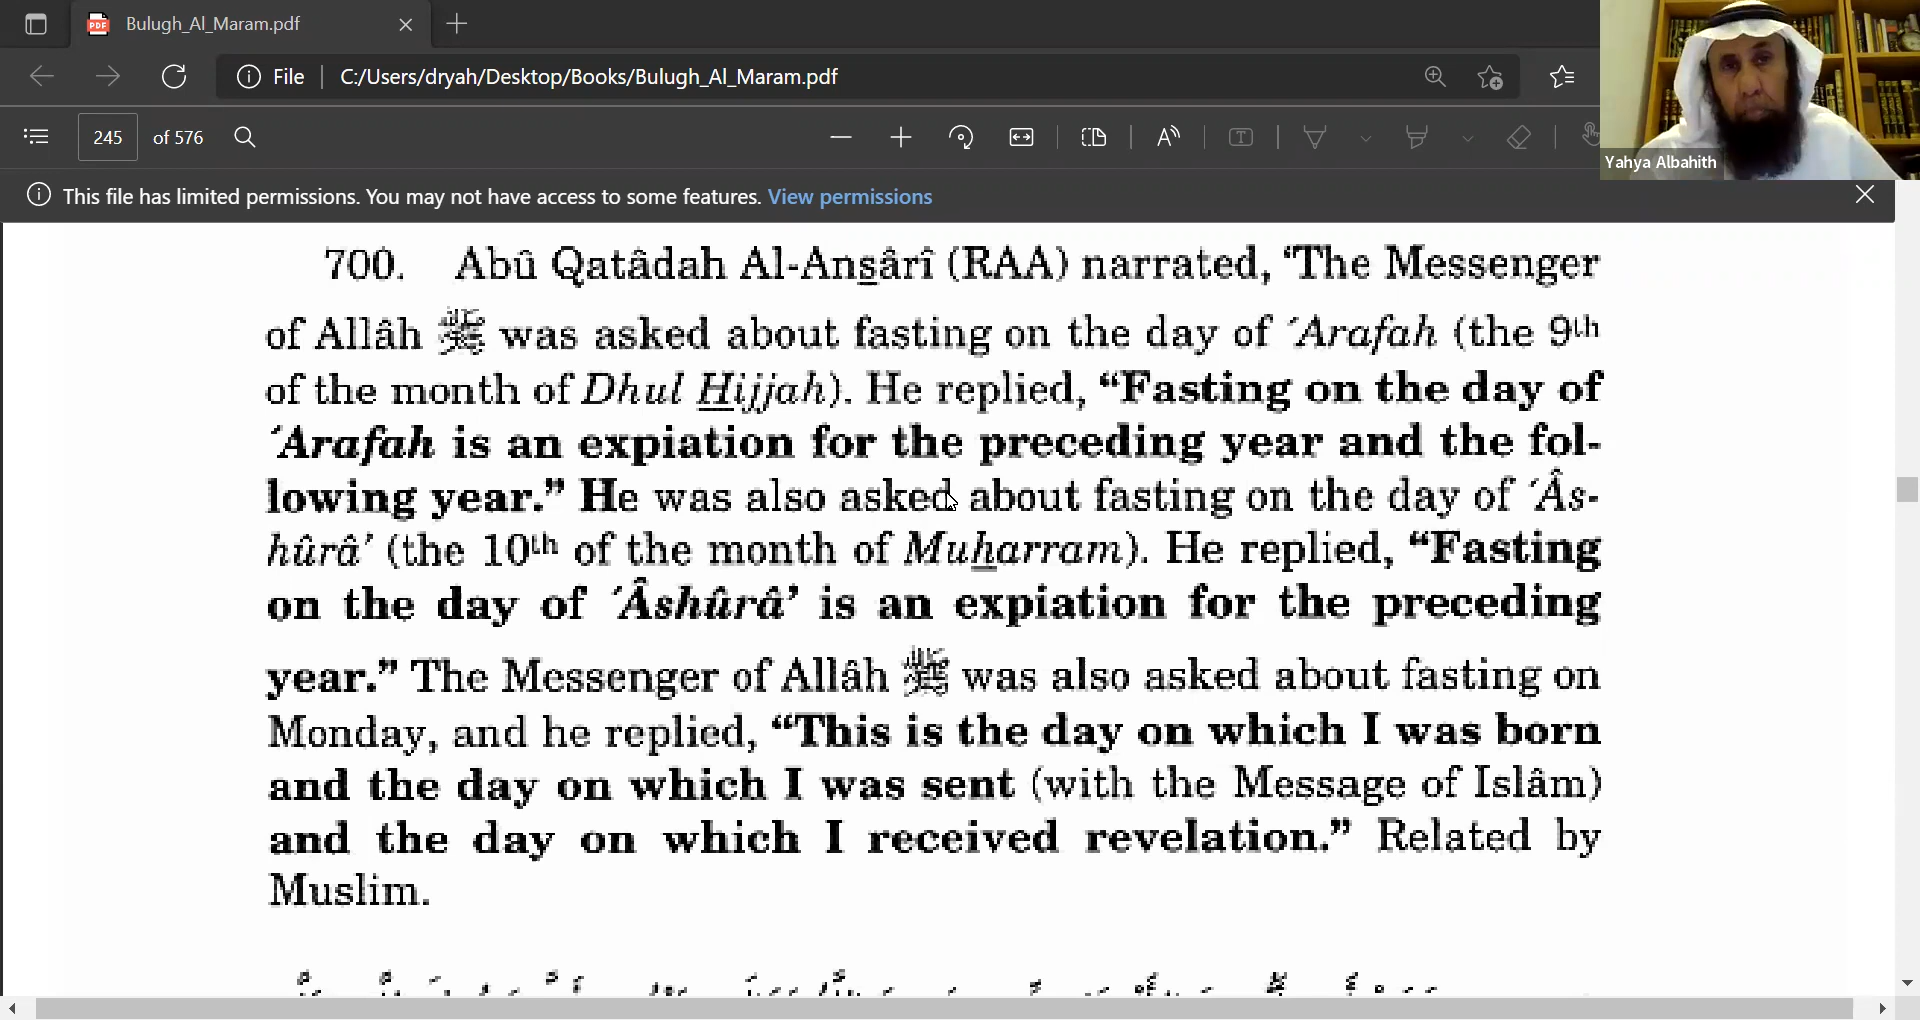 Bulugh_Al_Maram.pdf
File C:/Users/dryah/Desktop/Books/Bulugh_Al_Maram.pdf
245 of 576
Yahya Albahith
This file has limited permissions. You may not have access to some features. View permissions
700. Abû Qatâdah Al-Ansârî (RAA) narrated, ‘The Messenger
of Allâh ﷺ was asked about fasting on the day of ´Arafah (the 9th
of the month of Dhul Hijjah). He replied, “Fasting on the day of
´Arafah is an expiation for the preceding year and the fol-
lowing year.” He was also asked about fasting on the day of ´Âs-
hûrâ’ (the 10th of the month of Muharram). He replied, “Fasting
on the day of ´Âshûrâ’ is an expiation for the preceding
year.” The Messenger of Allâh ﷺ was also asked about fasting on
Monday, and he replied, “This is the day on which I was born
and the day on which I was sent (with the Message of Islâm)
and the day on which I received revelation.” Related by
Muslim.